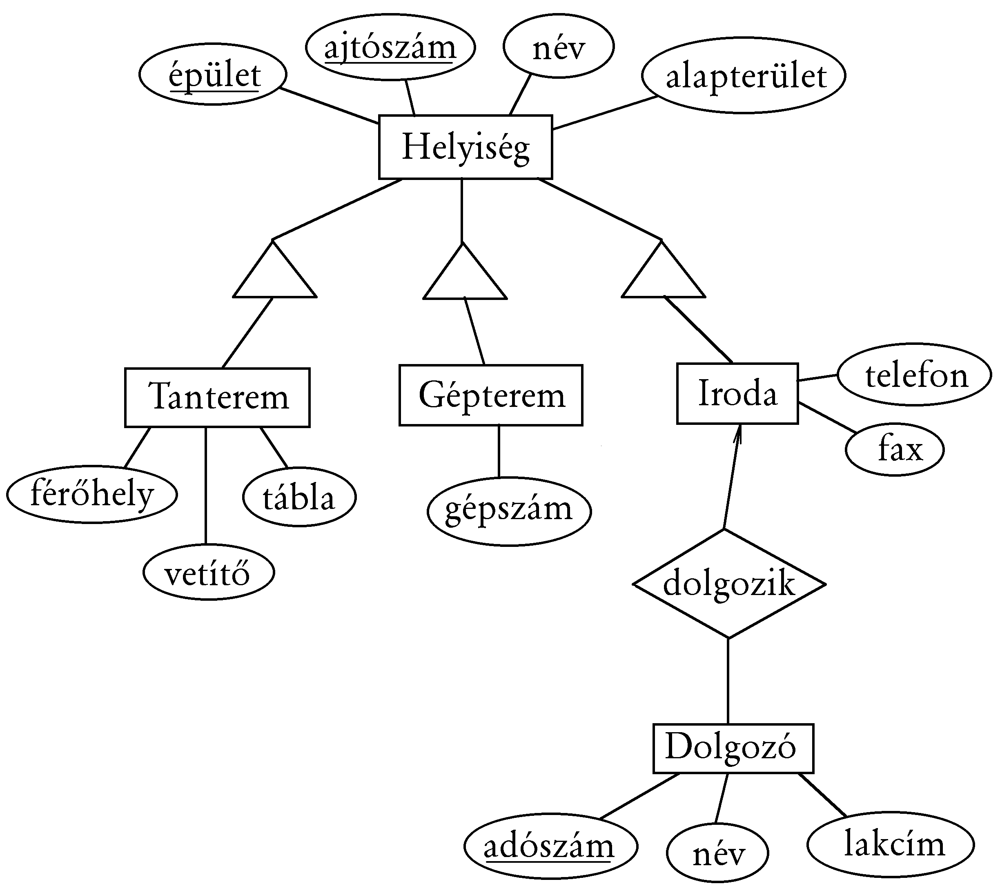 ajtószám
név
épület
alapterület
Helyiség
Tanterem
Gépterem
Iroda
telefon
fax
férőhely
tábla
gépszám
vetítő
dolgozik
Dolgozó
adószám
név
lakcím